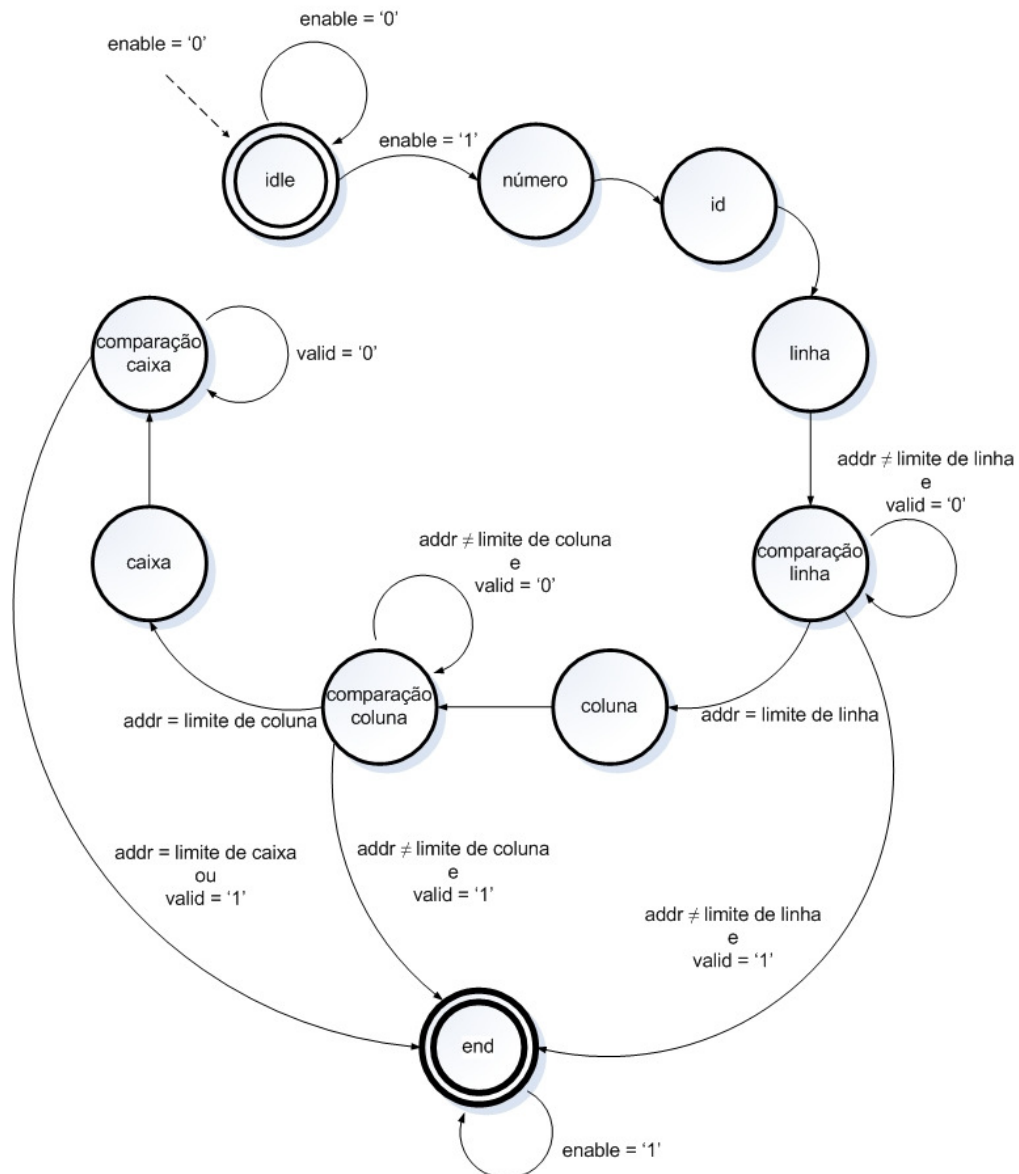 enable = ‘0’
enable = ‘0’
idle
enable = ‘1’
número
id
linha
comparação
caixa
valid = ‘0’
addr ≠ limite de linha
e
valid = ‘0’
comparação
linha
caixa
addr ≠ limite de coluna
e
valid = ‘0’
comparação
coluna
coluna
addr = limite de coluna
addr = limite de linha
addr = limite de caixa
ou
valid = ‘1’
addr ≠ limite de coluna
e
valid = ‘1’
addr ≠ limite de linha
e
valid = ‘1’
end
enable = ‘1’